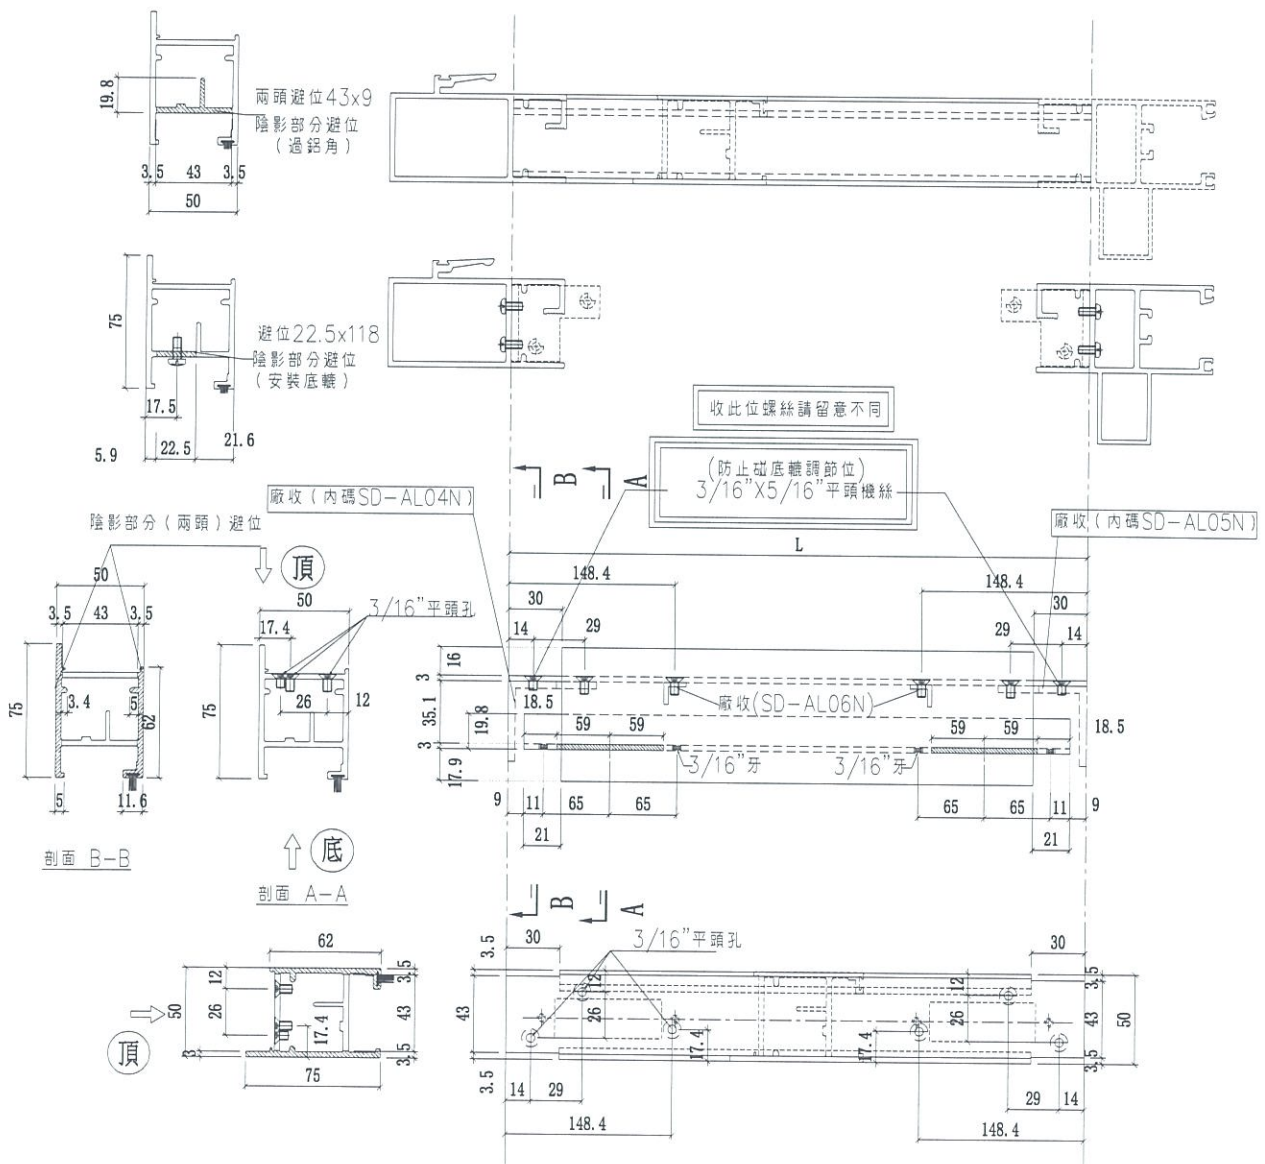 19.8
兩頭避位43x9
陰影部分避位
(過鋁角)
3.5 43 3.5
50
75
避位22.5x118
陰影部分避位
(安裝底轆)
17.5
5.9 22.5 21.6
收此位螺絲請留意不同
(防止碰底轆調節位)
3/16”X5/16”平頭機絲
B A
廠收(內碼SD-AL04N)
廠收(內碼SD-AL05N)
陰影部分(兩頭)避位
頂
L
148.4 148.4
30 30
14 29 29 14
50
3.5 43 3.5
75
3.4 5
62
5 11.6
剖面 B-B
50
3/16”平頭孔
17.4
75
26 12
底
剖面 A-A
16
3
35.1
3
17.9
18.5
19.8
廠收(SD-AL06N)
59 59 59 59
18.5
3/16”牙 3/16”牙
9 11 65 65 65 65 11 9
21 21
B A
3/16”平頭孔
62
3.5
50
12
26
17.4
43
3
3.5
75
頂
3.5 30 30
43
12
26
17.4
12
26
17.4
3.5
43
50
3.5
3.5
14 29 29 14
148.4 148.4